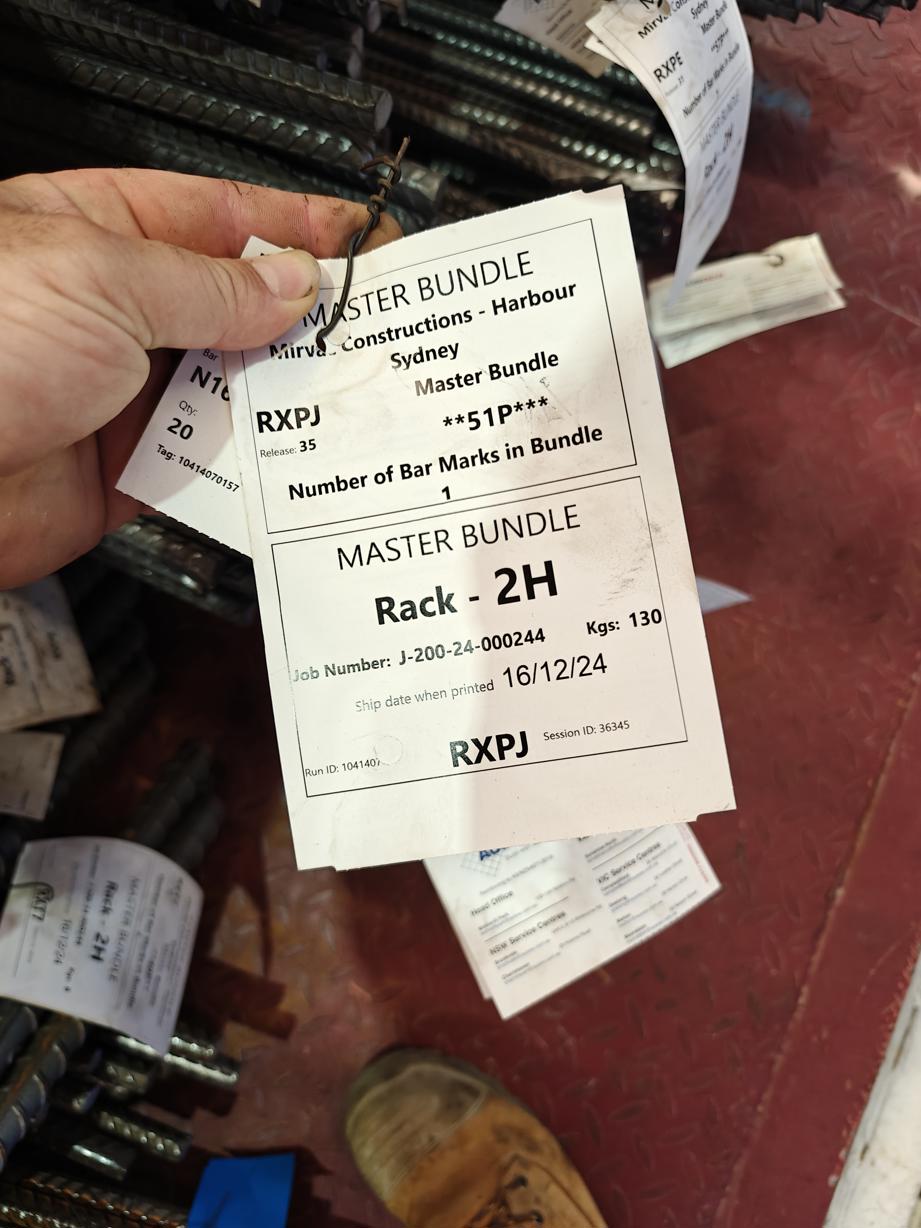 MASTER BUNDLE
Mirvac Constructions - Harbour
Sydney
Master Bundle
RXPJ
**51P***
Release: 35
Number of Bar Marks in Bundle
1
MASTER BUNDLE
Rack - 2H
Job Number: J-200-24-000244 Kgs: 130
Ship date when printed 16/12/24
RXPJ Session ID: 36345
Run ID: 104140
Bar
N16
Qty:
20
Tag: 10414070157
Sydney
Master Bundle
RXPE
Number of Bar Marks in Bundle
MASTER BUNDLE
Rack - 2H
MASTER BUNDLE
Rack 2H
16/12/24
Head Office
NSW Service Centres
VIC Service Centres